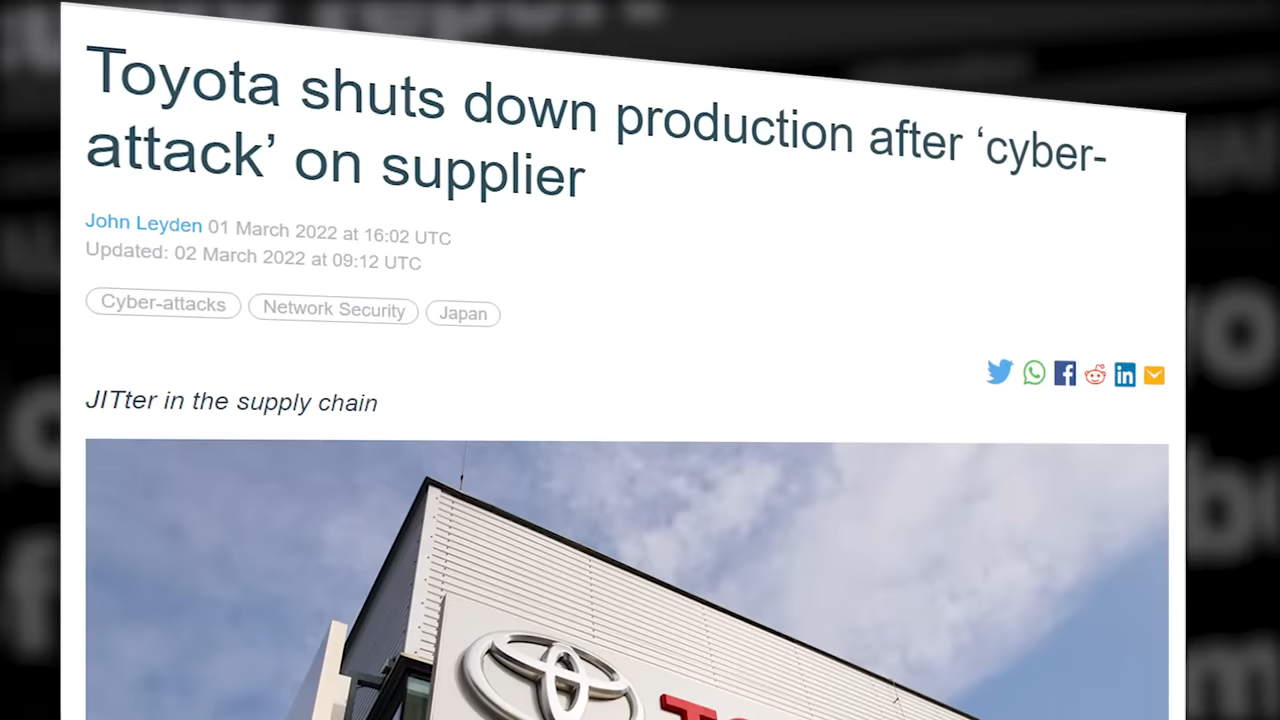 Toyota shuts down production after ‘cyber-
attack’ on supplier
John Leyden 01 March 2022 at 16:02 UTC
Updated: 02 March 2022 at 09:12 UTC
Cyber-attacks Network Security Japan
JITter in the supply chain